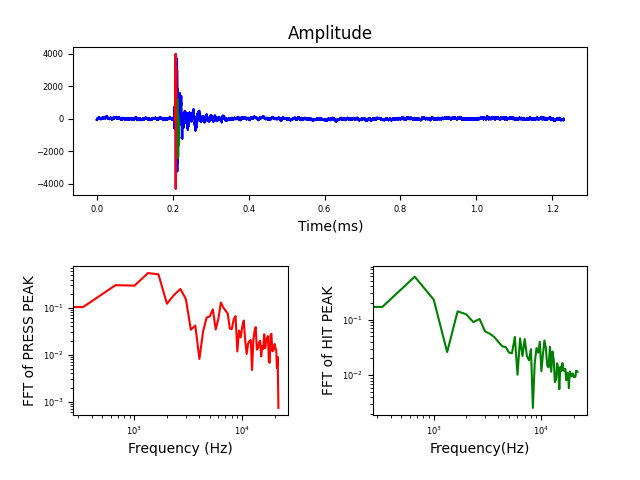 Amplitude
4000
2000
0
−2000
−4000
0.0 0.2 0.4 0.6 0.8 1.0 1.2
Time(ms)
FFT of PRESS PEAK
10⁻¹
10⁻²
10⁻³
10³ 10⁴
Frequency (Hz)
FFT of HIT PEAK
10⁻¹
10⁻²
10³ 10⁴
Frequency(Hz)